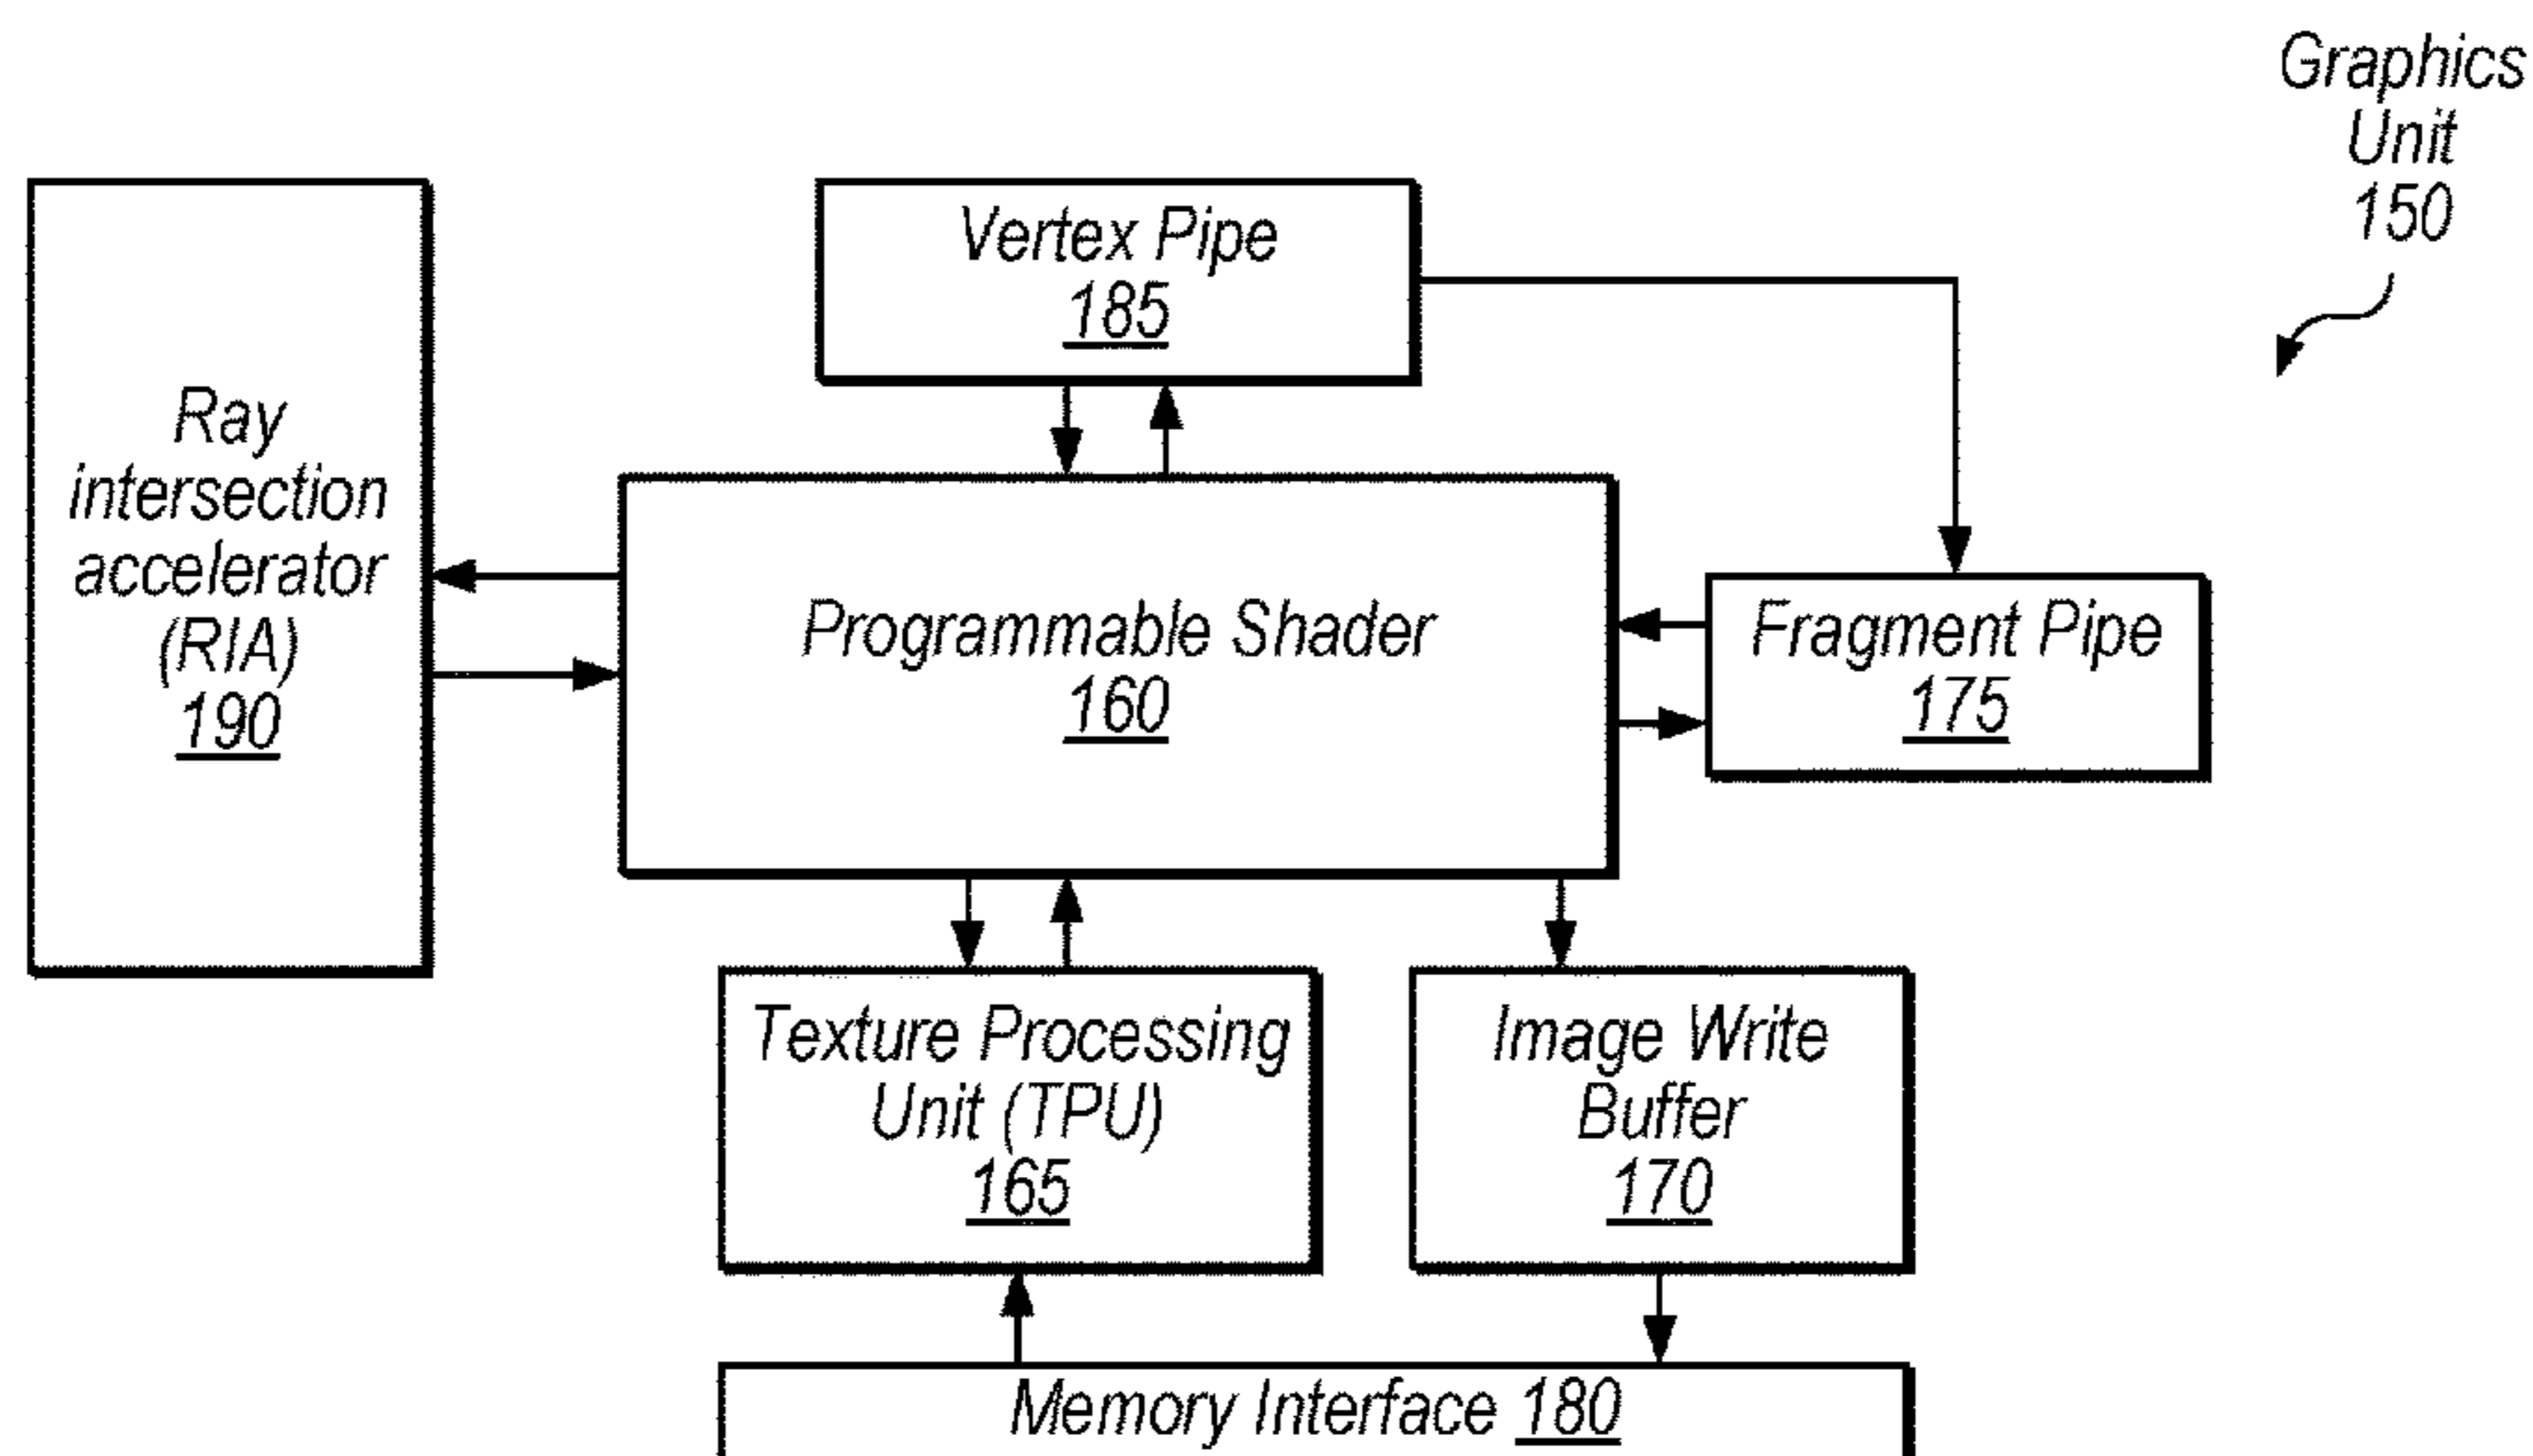 Graphics
Unit
150
Vertex Pipe
185
Ray
intersection
accelerator
(RIA)
190
Programmable Shader
160
Fragment Pipe
175
Texture Processing
Unit (TPU)
165
Image Write
Buffer
170
Memory Interface 180